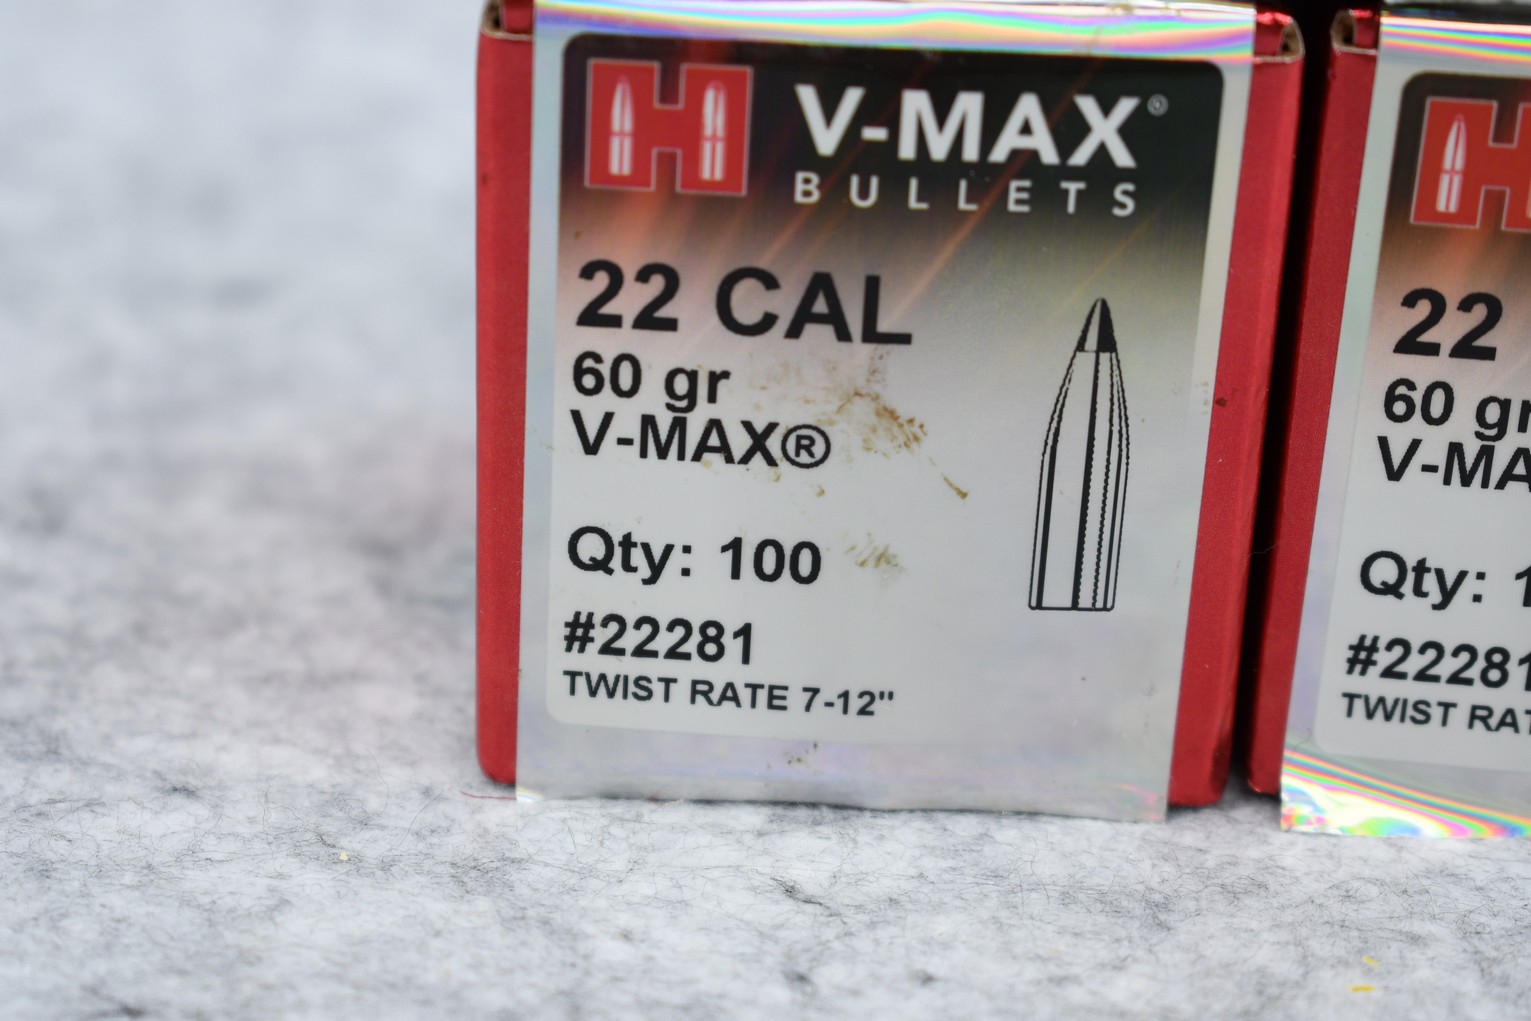 V-MAX®
BULLETS
22 CAL
60 gr
V-MAX®
Qty: 100
#22281
TWIST RATE 7-12"
22
60 gr
V-MA
Qty: 1
#22281
TWIST RAT